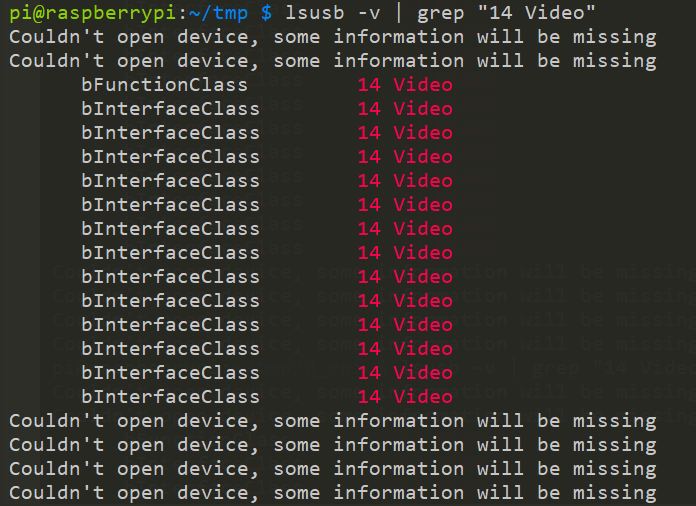 pi@raspberrypi:~/tmp $ lsusb -v | grep "14 Video"
Couldn't open device, some information will be missing
Couldn't open device, some information will be missing
bFunctionClass 14 Video
bInterfaceClass 14 Video
bInterfaceClass 14 Video
bInterfaceClass 14 Video
bInterfaceClass 14 Video
bInterfaceClass 14 Video
bInterfaceClass 14 Video
bInterfaceClass 14 Video
bInterfaceClass 14 Video
bInterfaceClass 14 Video
bInterfaceClass 14 Video
bInterfaceClass 14 Video
bInterfaceClass 14 Video
bInterfaceClass 14 Video
Couldn't open device, some information will be missing
Couldn't open device, some information will be missing
Couldn't open device, some information will be missing
Couldn't open device, some information will be missing